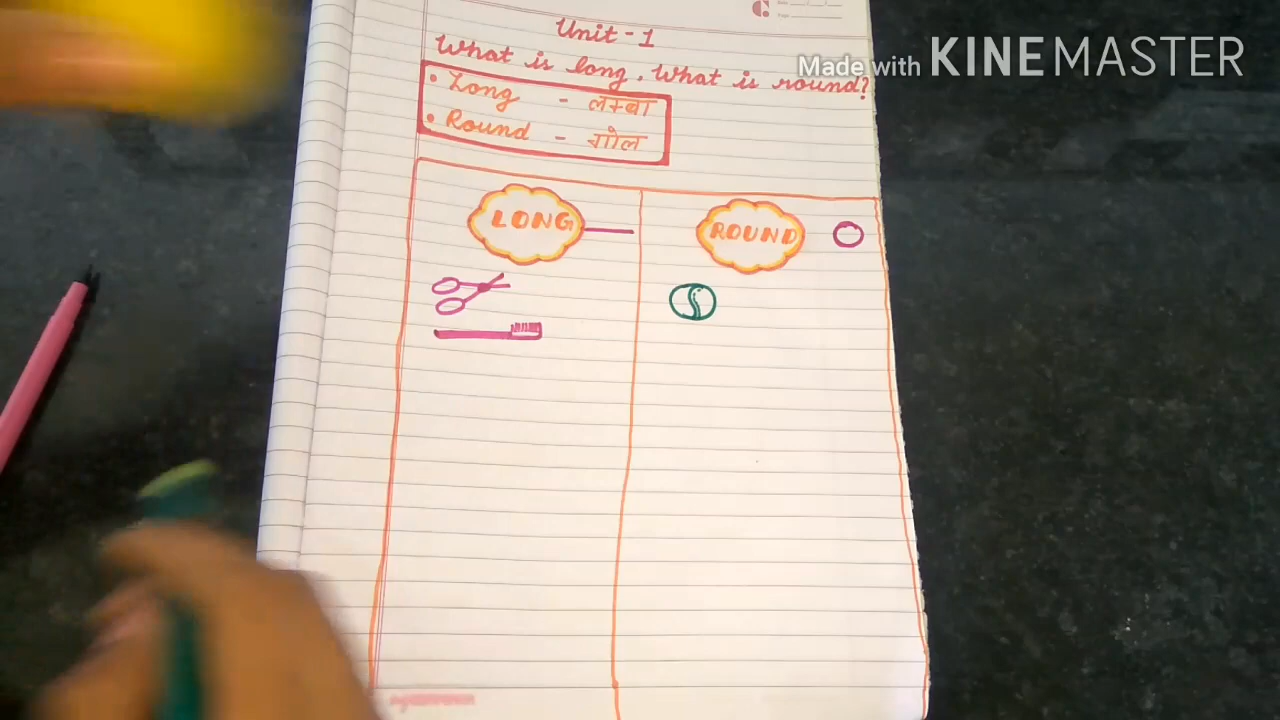 Unit - 1
What is long. What is round?
• Long - लम्बा
• Round - गोल
LONG
ROUND
Made with KINEMASTER